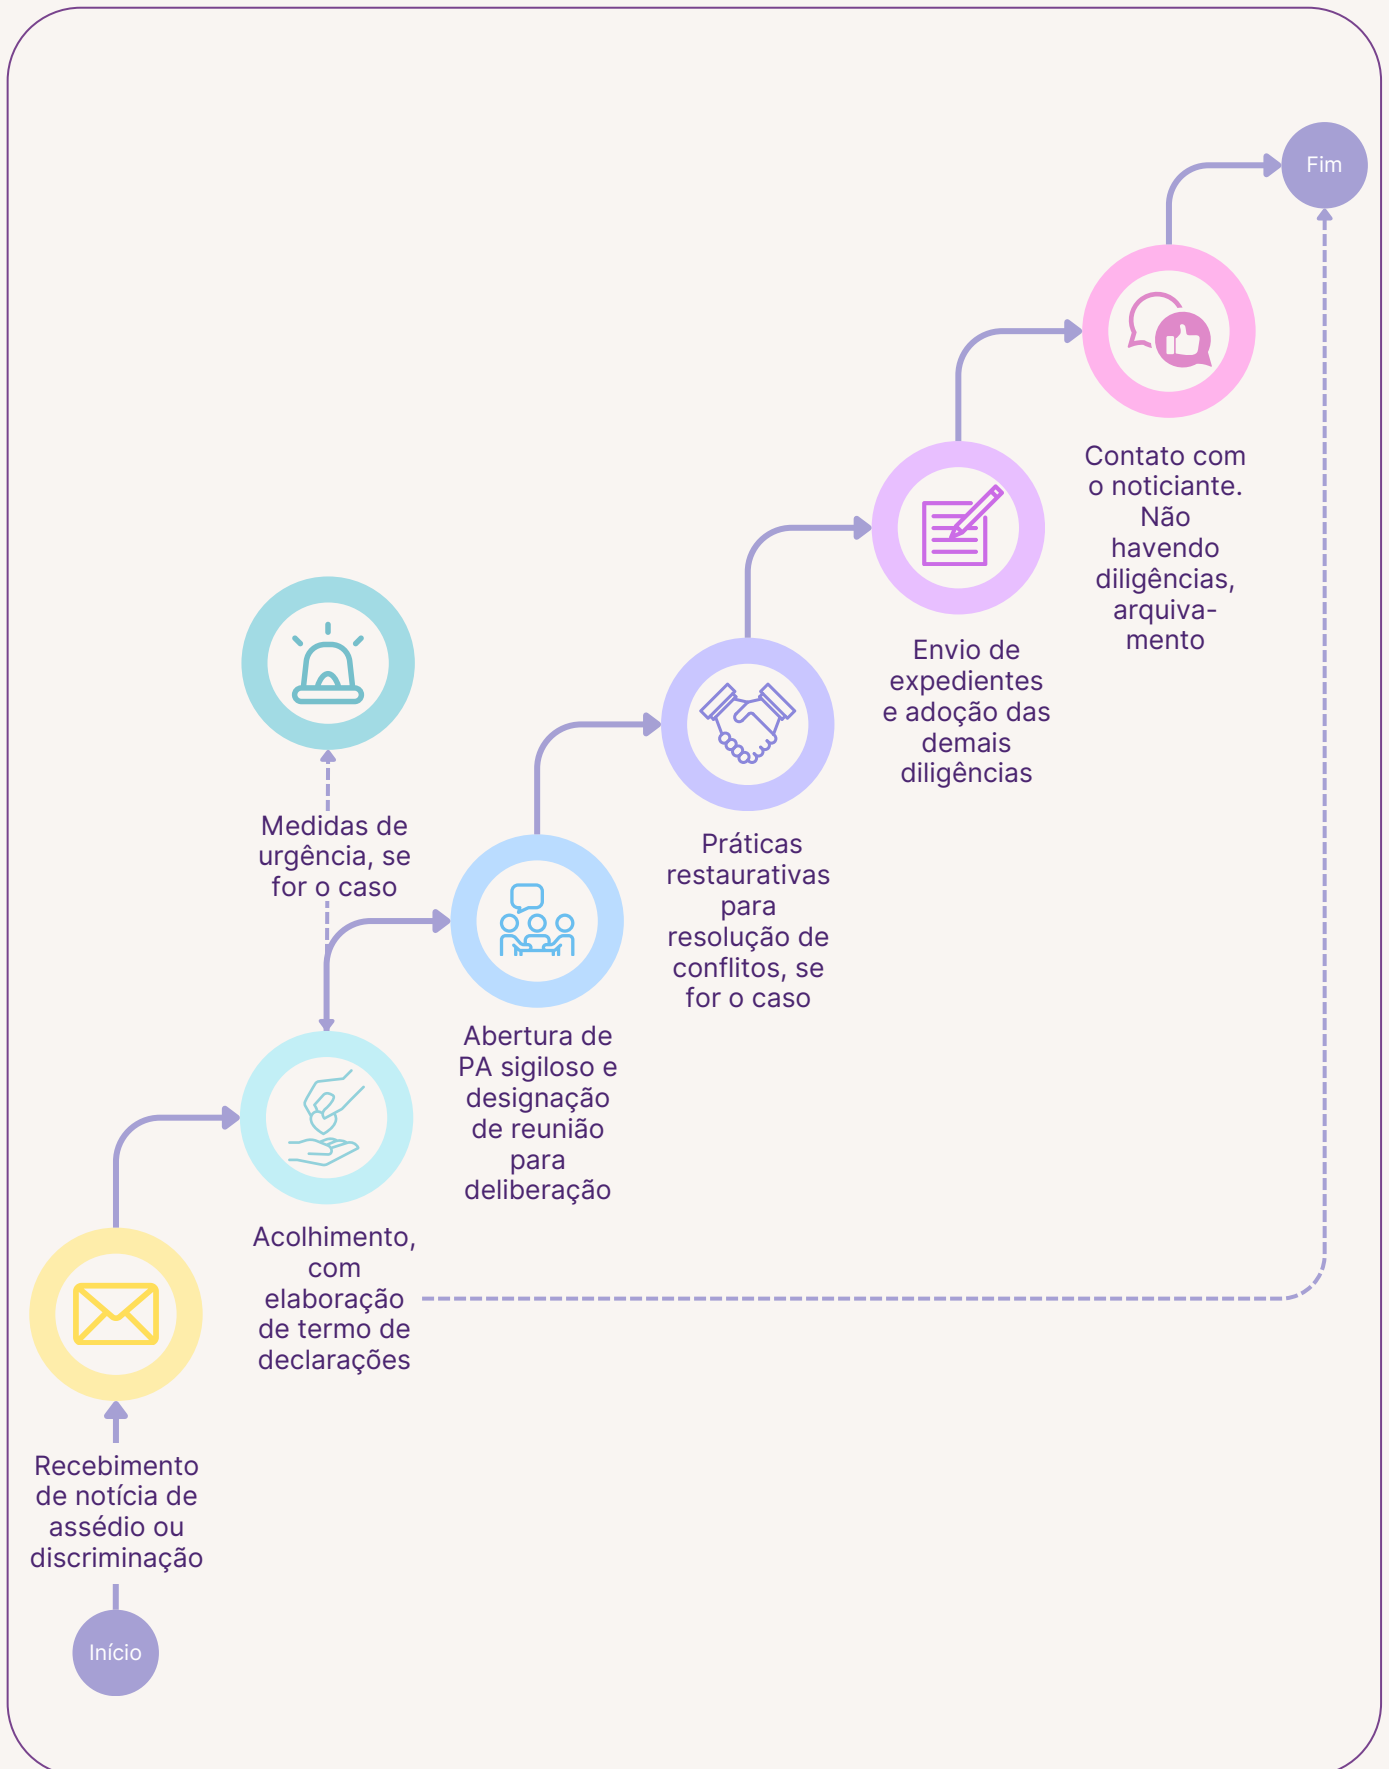 Fim
Contato com
o noticiante.
Não
havendo
diligências,
arquiva-
mento
Envio de
expedientes
e adoção das
demais
diligências
Práticas
restaurativas
para
resolução de
conflitos, se
for o caso
Medidas de
urgência, se
for o caso
Abertura de
PA sigiloso e
designação
de reunião
para
deliberação
Acolhimento,
com
elaboração
de termo de
declarações
Recebimento
de notícia de
assédio ou
discriminação
Início